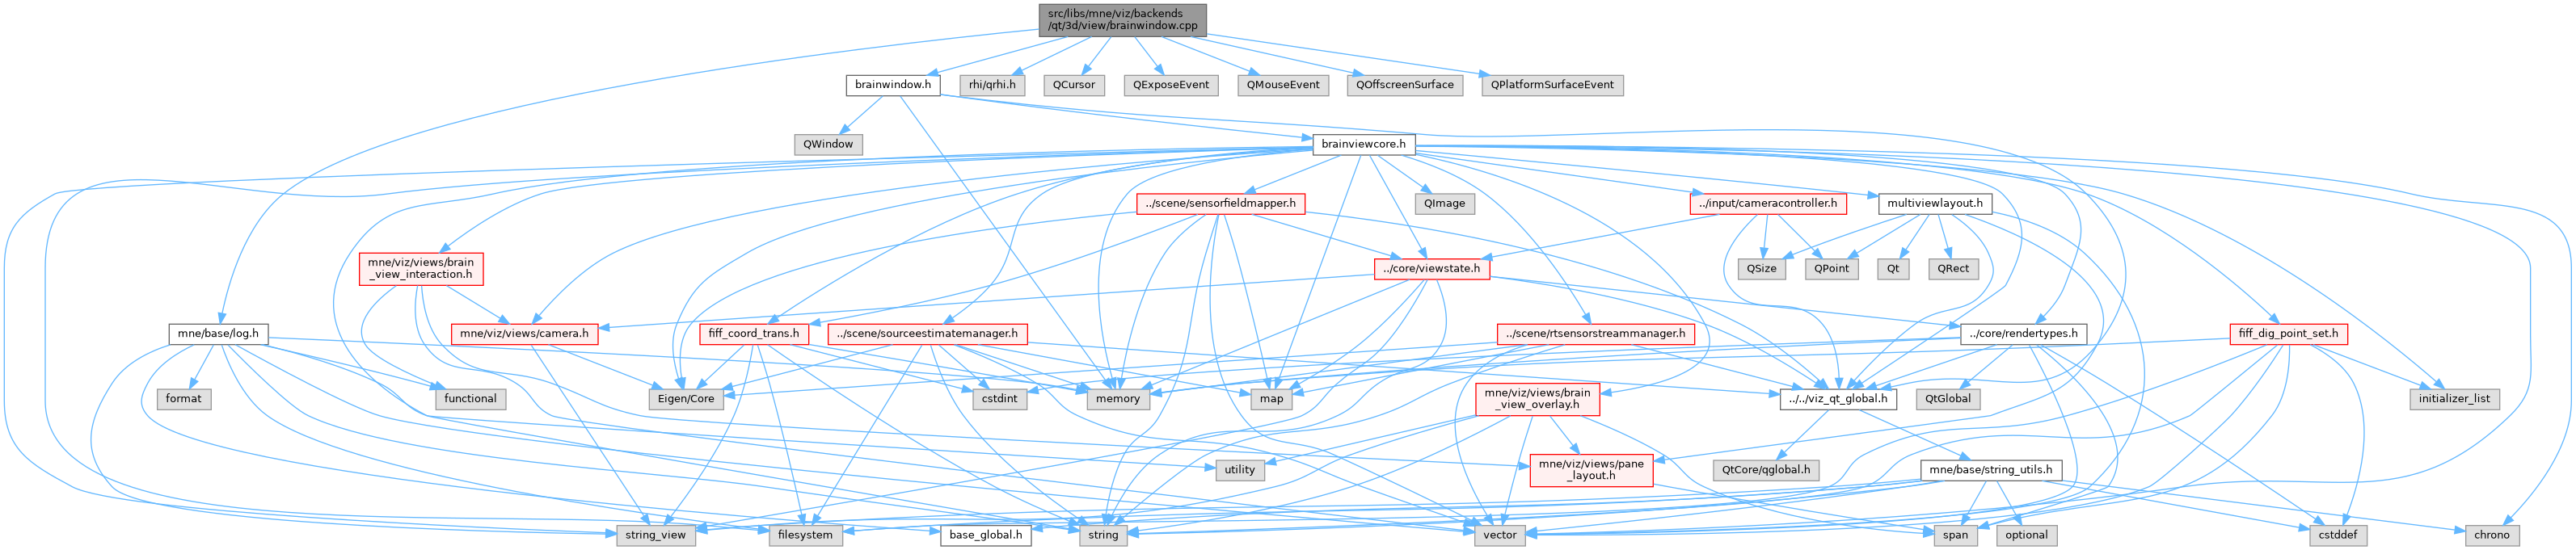 src/libs/mne/viz/backends
/qt/3d/view/brainwindow.cpp
brainwindow.h
rhi/qrhi.h
QCursor
QExposeEvent
QMouseEvent
QOffscreenSurface
QPlatformSurfaceEvent
QWindow
brainviewcore.h
../scene/sensorfieldmapper.h
QImage
../input/cameracontroller.h
multiviewlayout.h
mne/viz/views/brain
_view_interaction.h
../core/viewstate.h
QSize
QPoint
Qt
QRect
mne/base/log.h
mne/viz/views/camera.h
fiff_coord_trans.h
../scene/sourceestimatemanager.h
../scene/rtsensorstreammanager.h
../core/rendertypes.h
fiff_dig_point_set.h
format
functional
Eigen/Core
cstdint
memory
map
mne/viz/views/brain
_view_overlay.h
../../viz_qt_global.h
QtGlobal
initializer_list
utility
mne/viz/views/pane
_layout.h
QtCore/qglobal.h
mne/base/string_utils.h
string_view
filesystem
base_global.h
string
vector
span
optional
cstddef
chrono